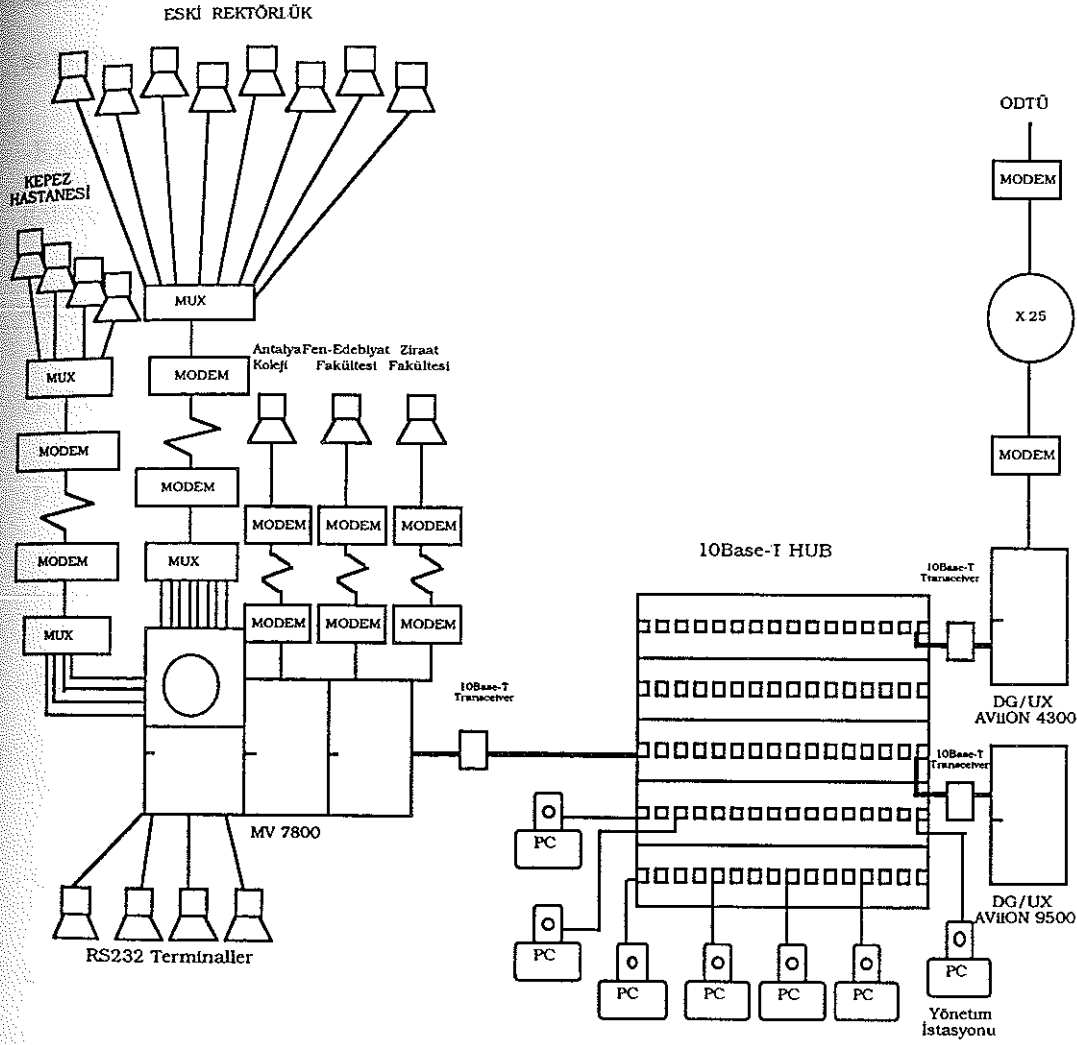 ESKİ REKTÖRLÜK
ODTÜ
MODEM
KEPEZ
HASTANESİ
X 25
MUX
Antalya Fen-Edebiyat Ziraat
Koleji Fakültesi Fakültesi
MUX
MODEM
MODEM
MODEM
MODEM
MODEM
MODEM
MODEM
10Base-T HUB
MODEM
MUX
10Base-T
Transceiver
MODEM
MODEM
MODEM
MUX
10Base-T
Transceiver
DG/UX
AViiON 4300
10Base-T
Transceiver
MV 7800
PC
DG/UX
AViiON 9500
RS232 Terminaller
PC
PC
PC
PC
PC
PC
Yönetim
İstasyonu